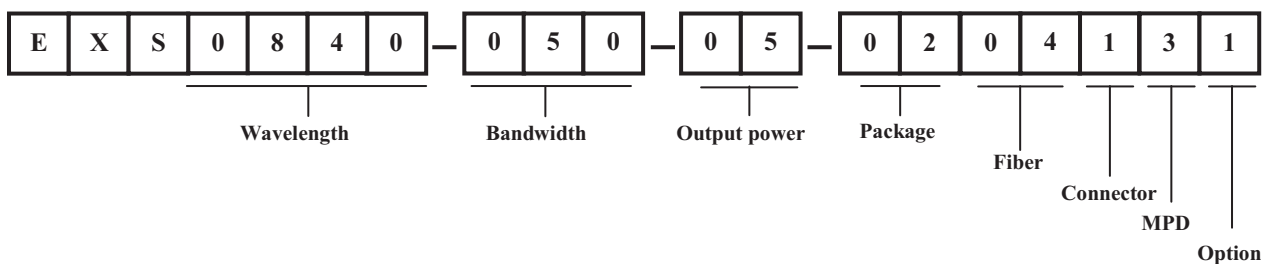 E X S 0 8 4 0 – 0 5 0 – 0 5 – 0 2 0 4 1 3 1
Wavelength Bandwidth Output power Package
Fiber
Connector
MPD
Option